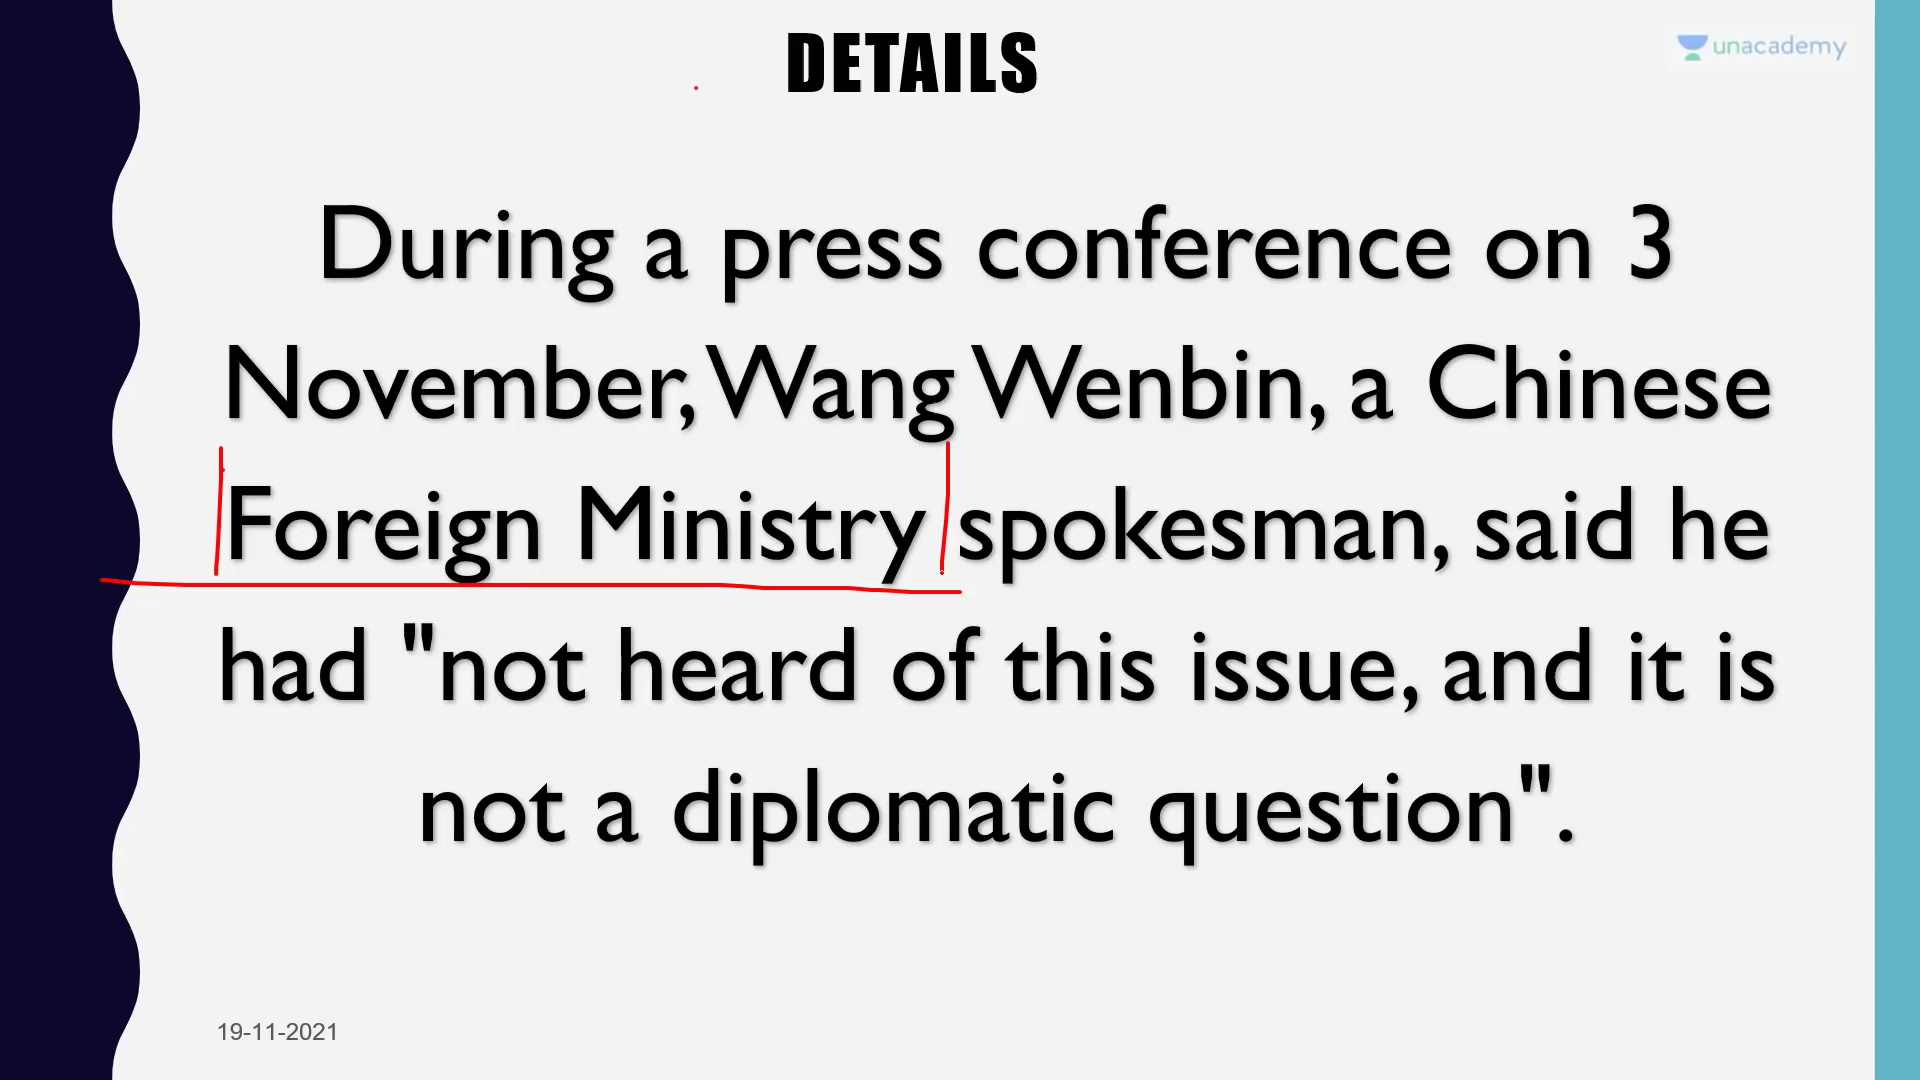 DETAILS
unacademy
During a press conference on 3
November, Wang Wenbin, a Chinese
Foreign Ministry spokesman, said he
had "not heard of this issue, and it is
not a diplomatic question".
19-11-2021